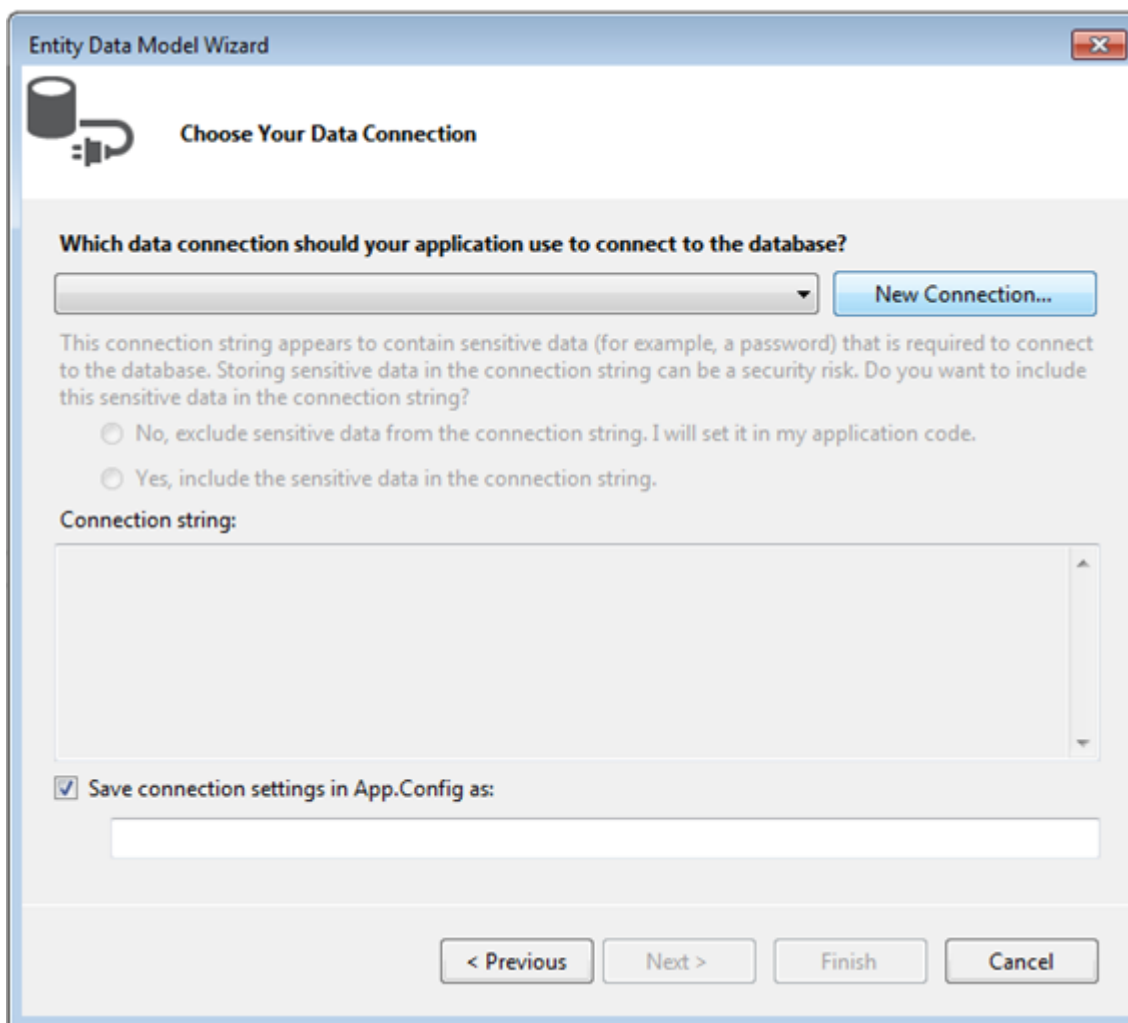 Entity Data Model Wizard
Choose Your Data Connection
Which data connection should your application use to connect to the database?
New Connection...
This connection string appears to contain sensitive data (for example, a password) that is required to connect
to the database. Storing sensitive data in the connection string can be a security risk. Do you want to include
this sensitive data in the connection string?
No, exclude sensitive data from the connection string. I will set it in my application code.
Yes, include the sensitive data in the connection string.
Connection string:
Save connection settings in App.Config as:
< Previous
Next >
Finish
Cancel